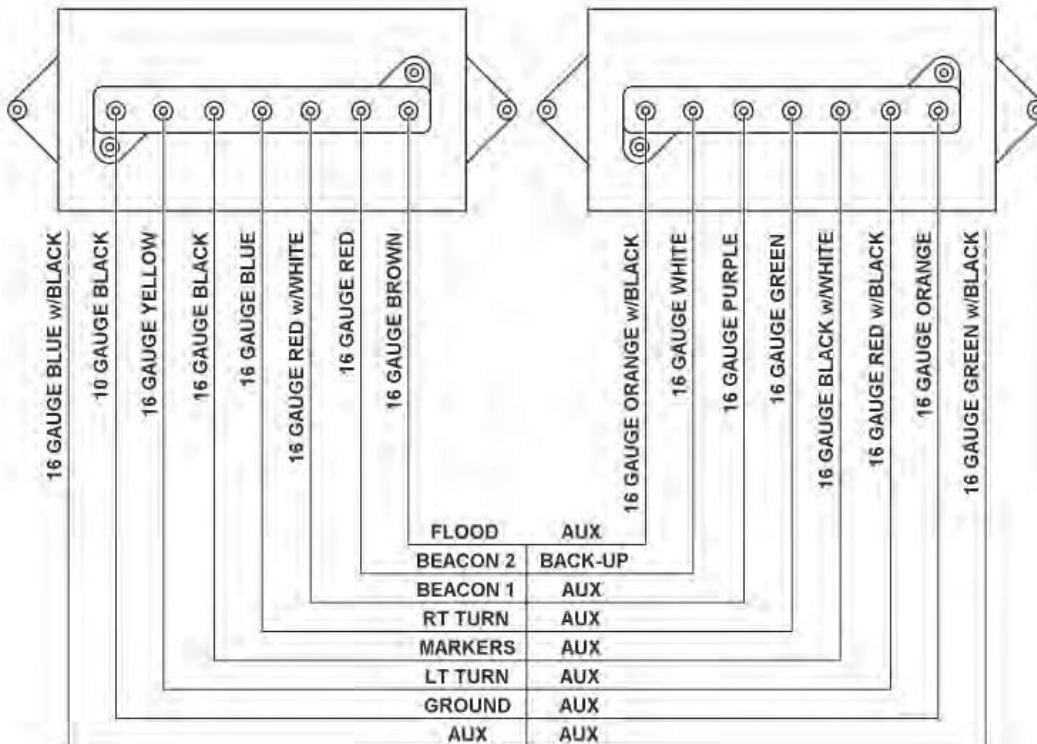 16 GAUGE BLUE w/BLACK
10 GAUGE BLACK
16 GAUGE YELLOW
16 GAUGE BLACK
16 GAUGE BLUE
16 GAUGE RED w/WHITE
16 GAUGE RED
16 GAUGE BROWN
16 GAUGE ORANGE w/BLACK
16 GAUGE WHITE
16 GAUGE PURPLE
16 GAUGE GREEN
16 GAUGE BLACK w/WHITE
16 GAUGE RED w/BLACK
16 GAUGE ORANGE
16 GAUGE GREEN w/BLACK
FLOOD AUX
BEACON 2 BACK-UP
BEACON 1 AUX
RT TURN AUX
MARKERS AUX
LT TURN AUX
GROUND AUX
AUX AUX